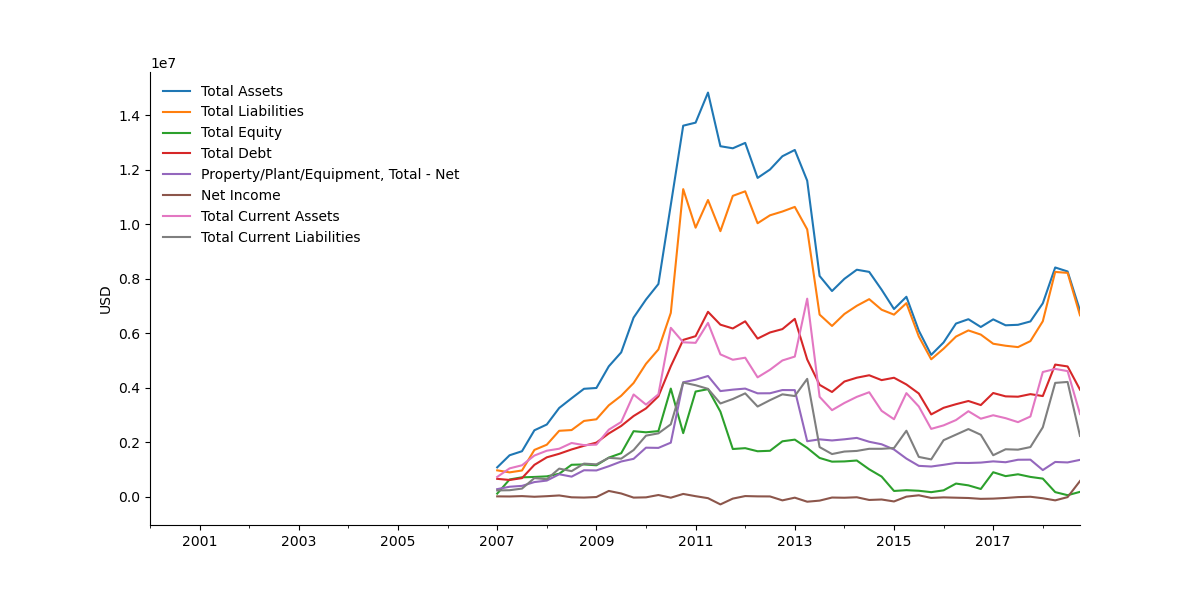 1e7
1.4
1.2
1.0
0.8
0.6
0.4
0.2
0.0
USD
Total Assets
Total Liabilities
Total Equity
Total Debt
Property/Plant/Equipment, Total - Net
Net Income
Total Current Assets
Total Current Liabilities
2001 2003 2005 2007 2009 2011 2013 2015 2017